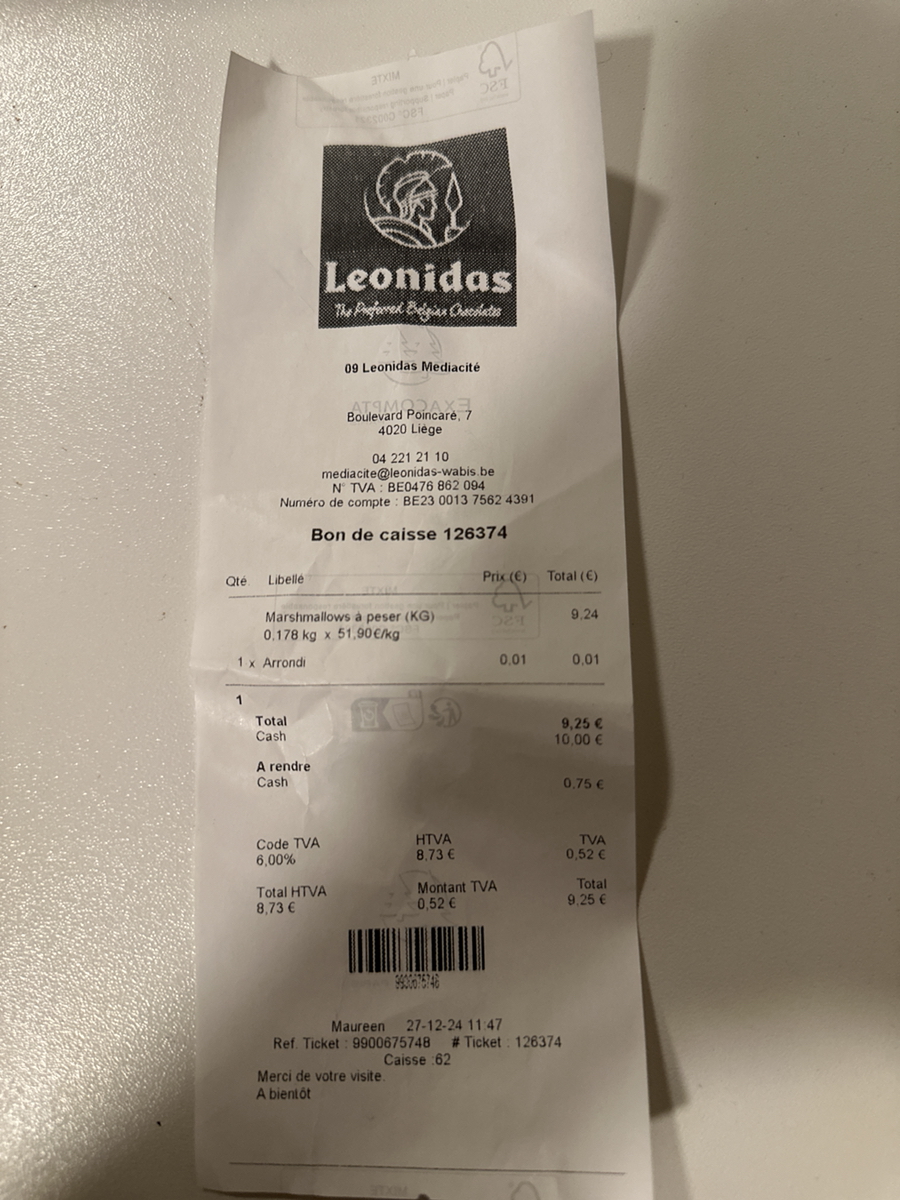 Leonidas
The Preferred Belgian Chocolates
09 Leonidas Mediacité
EXACOMPTA
Boulevard Poincaré, 7
4020 Liège
04 221 21 10
mediacite@leonidas-wabis.be
N° TVA : BE0476 862 094
Numéro de compte : BE23 0013 7562 4391
Bon de caisse 126374
Qté. Libellé Prix (€) Total (€)
Marshmallows à peser (KG) 9,24
0,178 kg x 51,90€/kg
1 x Arrondi 0,01 0,01
1
Total 9,25 €
Cash 10,00 €
A rendre
Cash 0,75 €
Code TVA HTVA TVA
6,00% 8,73 € 0,52 €
Total HTVA Montant TVA Total
8,73 € 0,52 € 9,25 €
Maureen 27-12-24 11:47
Ref. Ticket : 9900675748 # Ticket : 126374
Caisse :62
Merci de votre visite.
A bientôt